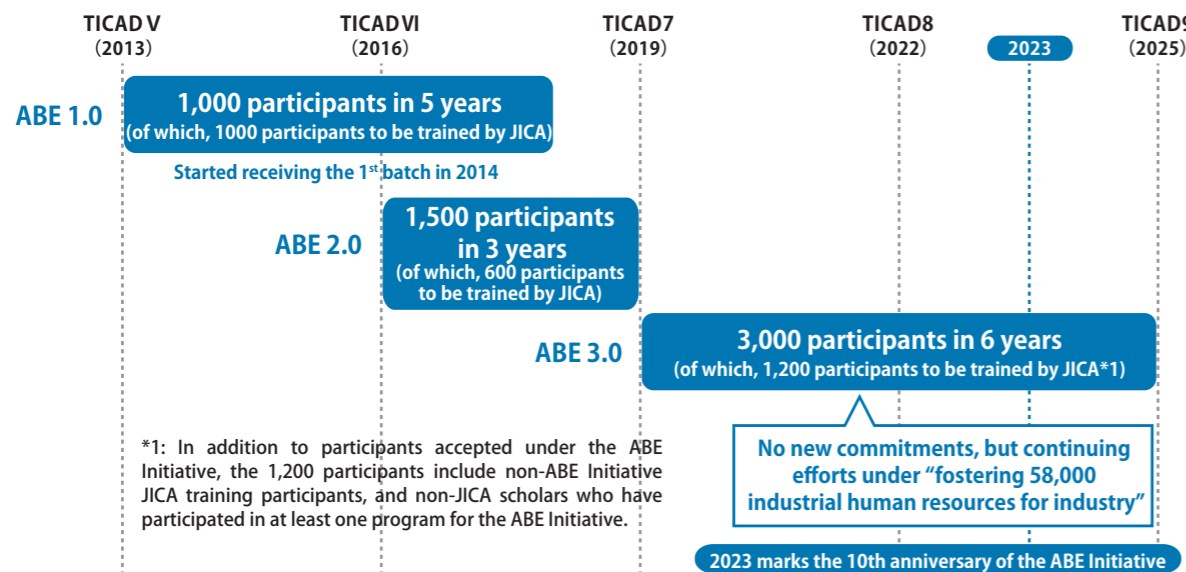 TICAD V
(2013)
TICAD VI
(2016)
TICAD7
(2019)
TICAD8
(2022)
2023
TICAD9
(2025)
ABE 1.0
1,000 participants in 5 years
(of which, 1000 participants to be trained by JICA)
Started receiving the 1st batch in 2014
ABE 2.0
1,500 participants
in 3 years
(of which, 600 participants
to be trained by JICA)
ABE 3.0
3,000 participants in 6 years
(of which, 1,200 participants to be trained by JICA*1)
No new commitments, but continuing
efforts under “fostering 58,000
industrial human resources for industry”
*1: In addition to participants accepted under the ABE
Initiative, the 1,200 participants include non-ABE Initiative
JICA training participants, and non-JICA scholars who have
participated in at least one program for the ABE Initiative.
2023 marks the 10th anniversary of the ABE Initiative